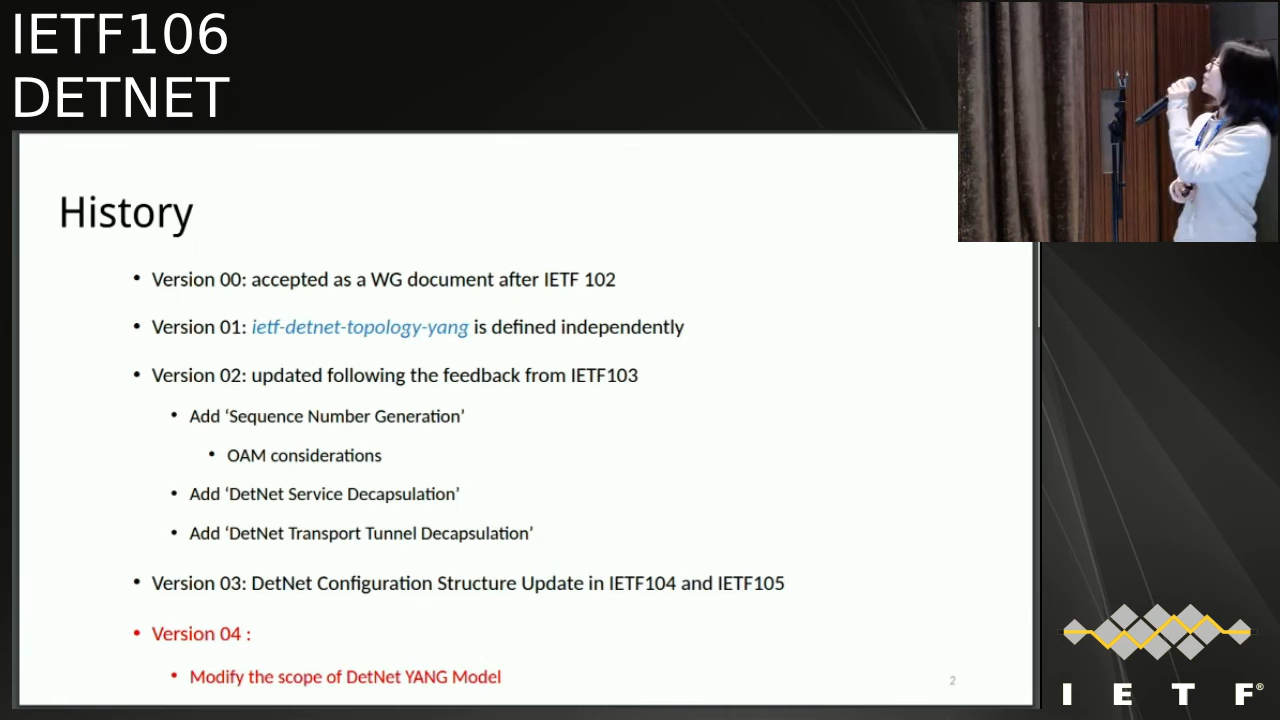 IETF106
DETNET
History
• Version 00: accepted as a WG document after IETF 102
• Version 01: ietf-detnet-topology-yang is defined independently
• Version 02: updated following the feedback from IETF103
• Add ‘Sequence Number Generation’
• OAM considerations
• Add ‘DetNet Service Decapsulation’
• Add ‘DetNet Transport Tunnel Decapsulation’
• Version 03: DetNet Configuration Structure Update in IETF104 and IETF105
• Version 04 :
• Modify the scope of DetNet YANG Model
2
I E T F®